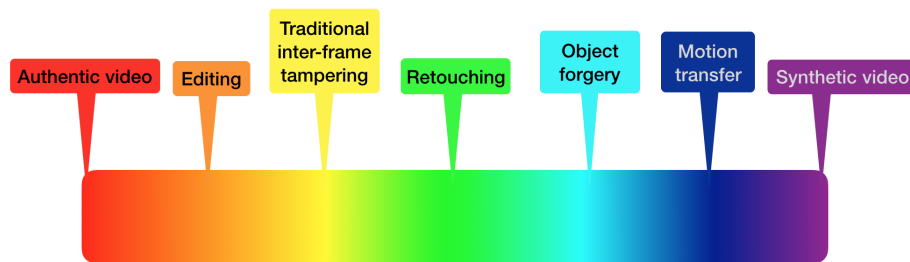 Authentic video
Editing
Traditional
inter-frame
tampering
Retouching
Object
forgery
Motion
transfer
Synthetic video